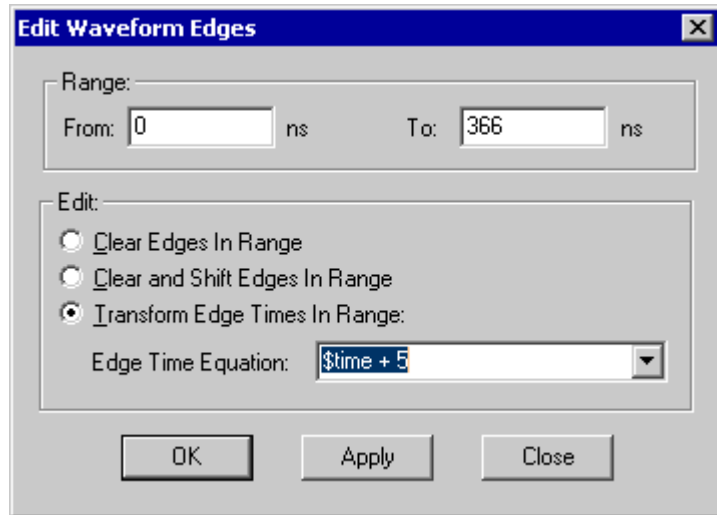 Edit Waveform Edges
Range:
From: 0 ns To: 366 ns
Edit:
Clear Edges In Range
Clear and Shift Edges In Range
Transform Edge Times In Range:
Edge Time Equation: $time + 5
OK Apply Close